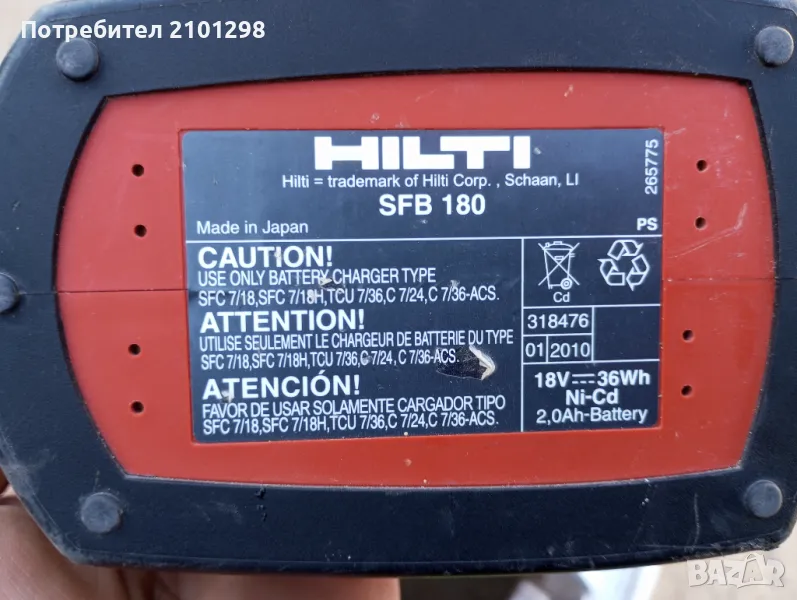 Потребител 2101298
HILTI
Hilti = trademark of Hilti Corp. , Schaan, LI
SFB 180
265775
Made in Japan
PS
CAUTION!
USE ONLY BATTERY CHARGER TYPE
SFC 7/18,SFC 7/18H,TCU 7/36,C 7/24,C 7/36-ACS.
ATTENTION!
UTILISE SEULEMENT LE CHARGEUR DE BATTERIE DU TYPE
SFC 7/18,SFC 7/18H,TCU 7/36,C 7/24, C 7/36-ACS.
ATENCIÓN!
FAVOR DE USAR SOLAMENTE CARGADOR TIPO
SFC 7/18,SFC 7/18H,TCU 7/36,C 7/24,C 7/36-ACS.
Cd
318476
01 2010
18V⎓36Wh
Ni-Cd
2,0Ah-Battery
BAZAR